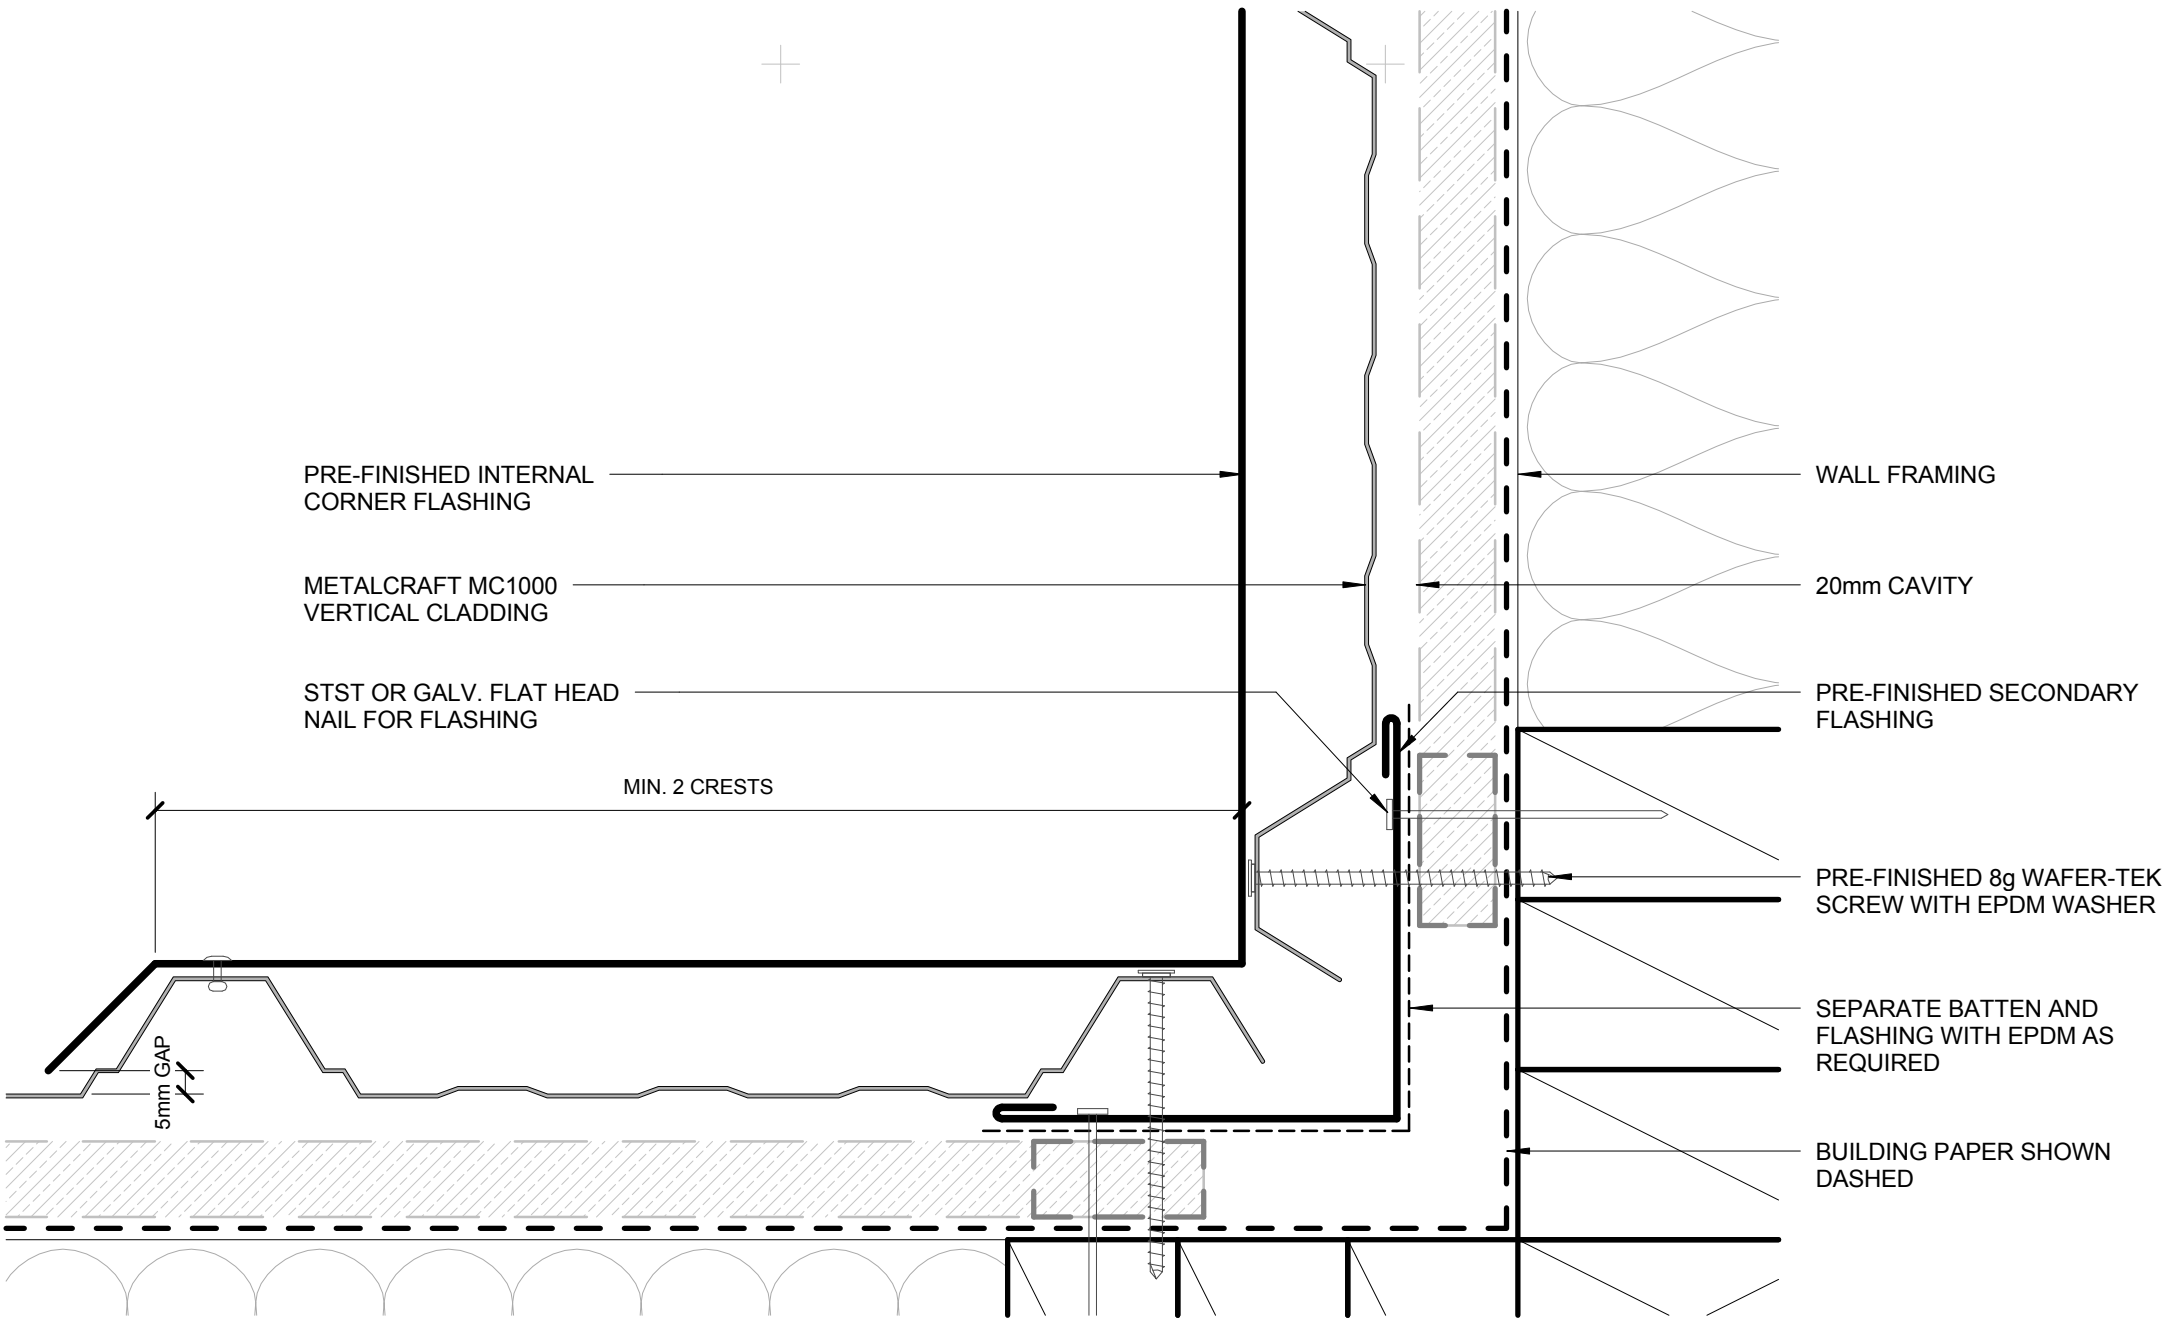 PRE-FINISHED INTERNAL
CORNER FLASHING
METALCRAFT MC1000
VERTICAL CLADDING
STST OR GALV. FLAT HEAD
NAIL FOR FLASHING
MIN. 2 CRESTS
5mm GAP
WALL FRAMING
20mm CAVITY
PRE-FINISHED SECONDARY
FLASHING
PRE-FINISHED 8g WAFER-TEK
SCREW WITH EPDM WASHER
SEPARATE BATTEN AND
FLASHING WITH EPDM AS
REQUIRED
BUILDING PAPER SHOWN
DASHED